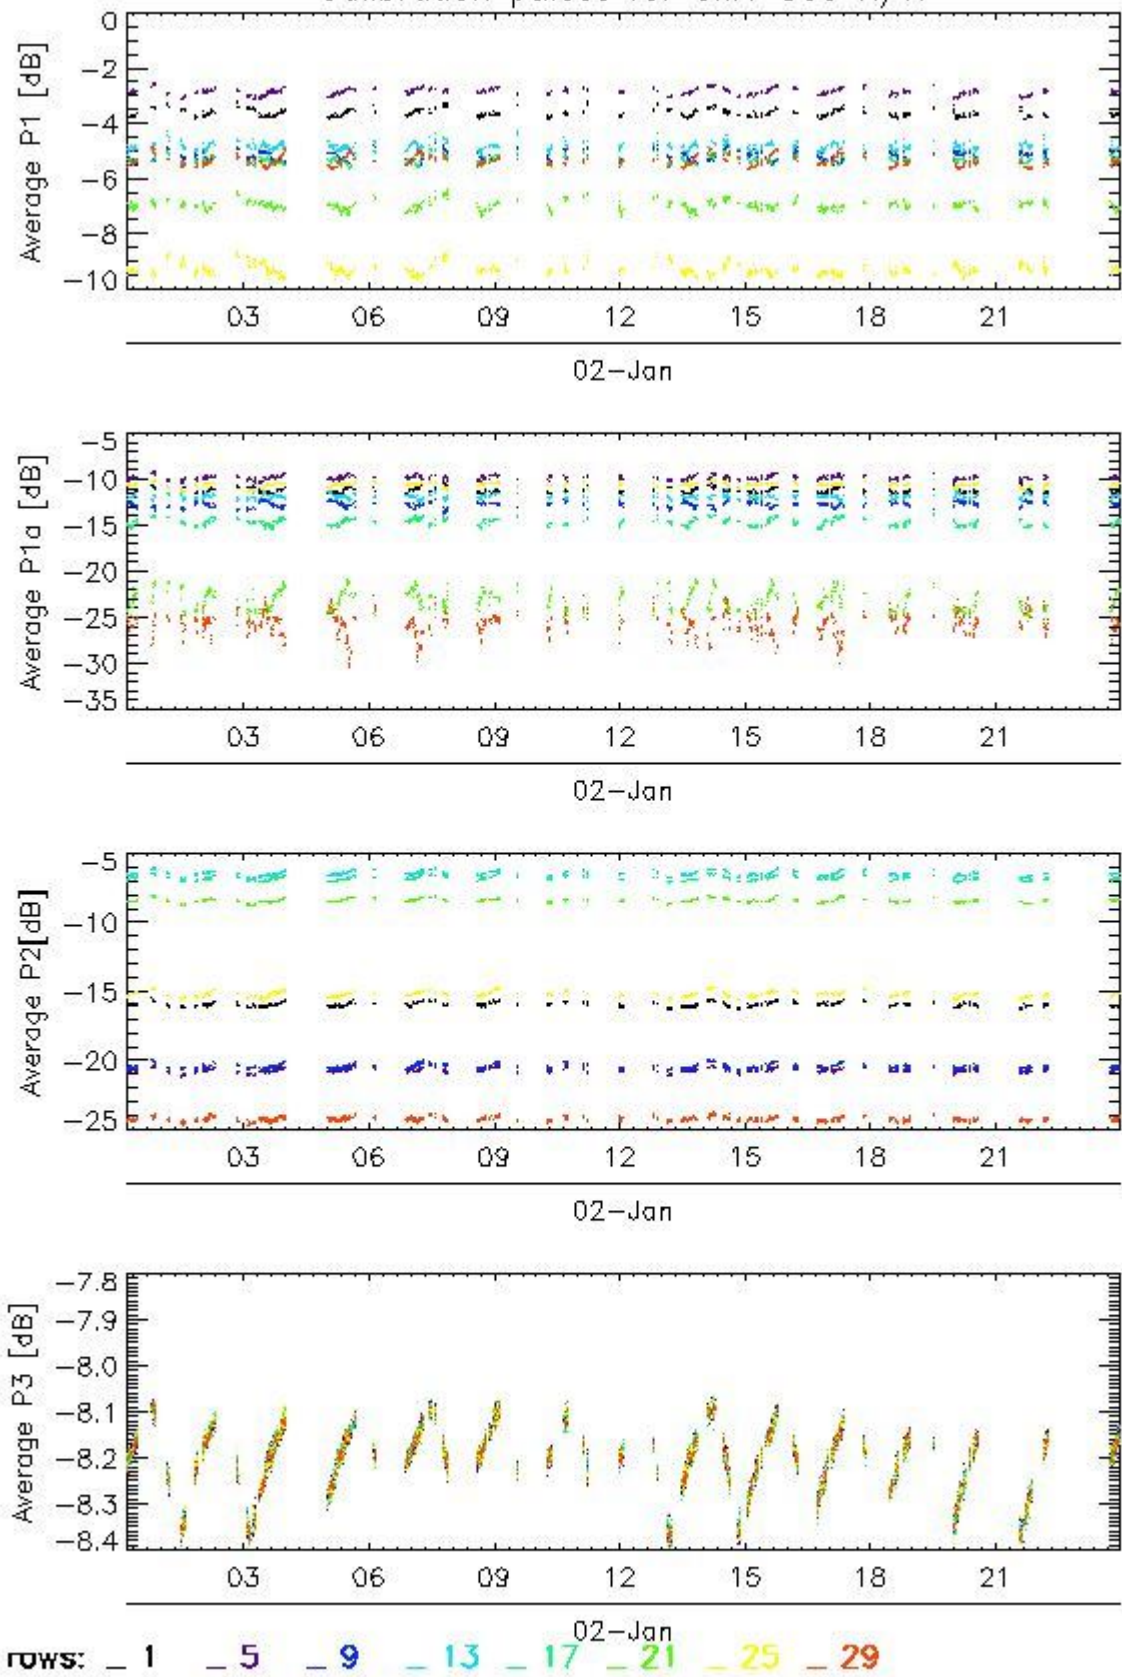 0
-2
-4
-6
-8
-10
Average P1 [dB]
03 06 09 12 15 18 21
02-Jan
-5
-10
-15
-20
-25
-30
-35
Average P1a [dB]
03 06 09 12 15 18 21
02-Jan
-5
-10
-15
-20
-25
Average P2[dB]
03 06 09 12 15 18 21
02-Jan
-7.8
-7.9
-8.0
-8.1
-8.2
-8.3
-8.4
Average P3 [dB]
03 06 09 12 15 18 21
02-Jan
rows: _ 1 _ 5 _ 9 _ 13 _ 17 _ 21 _ 25 _ 29